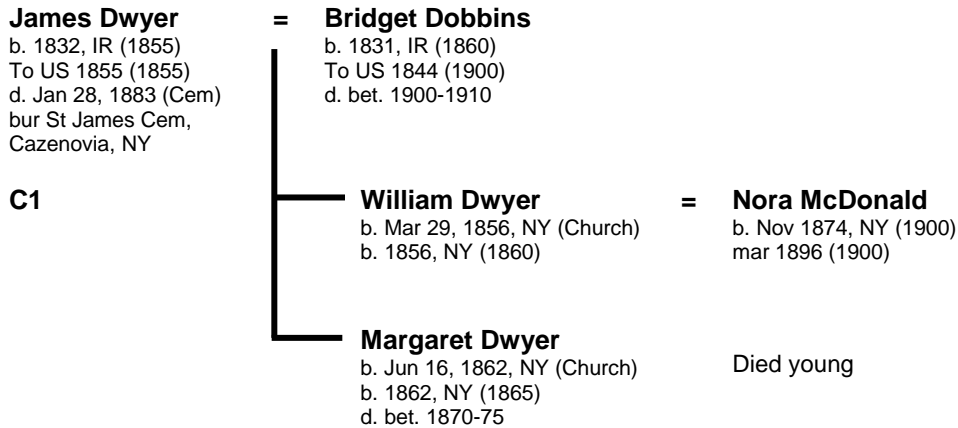 James Dwyer = Bridget Dobbins
b. 1832, IR (1855) b. 1831, IR (1860)
To US 1855 (1855) To US 1844 (1900)
d. Jan 28, 1883 (Cem) d. bet. 1900-1910
bur St James Cem,
Cazenovia, NY
C1 William Dwyer = Nora McDonald
b. Mar 29, 1856, NY (Church) b. Nov 1874, NY (1900)
b. 1856, NY (1860) mar 1896 (1900)
Margaret Dwyer
b. Jun 16, 1862, NY (Church) Died young
b. 1862, NY (1865)
d. bet. 1870-75